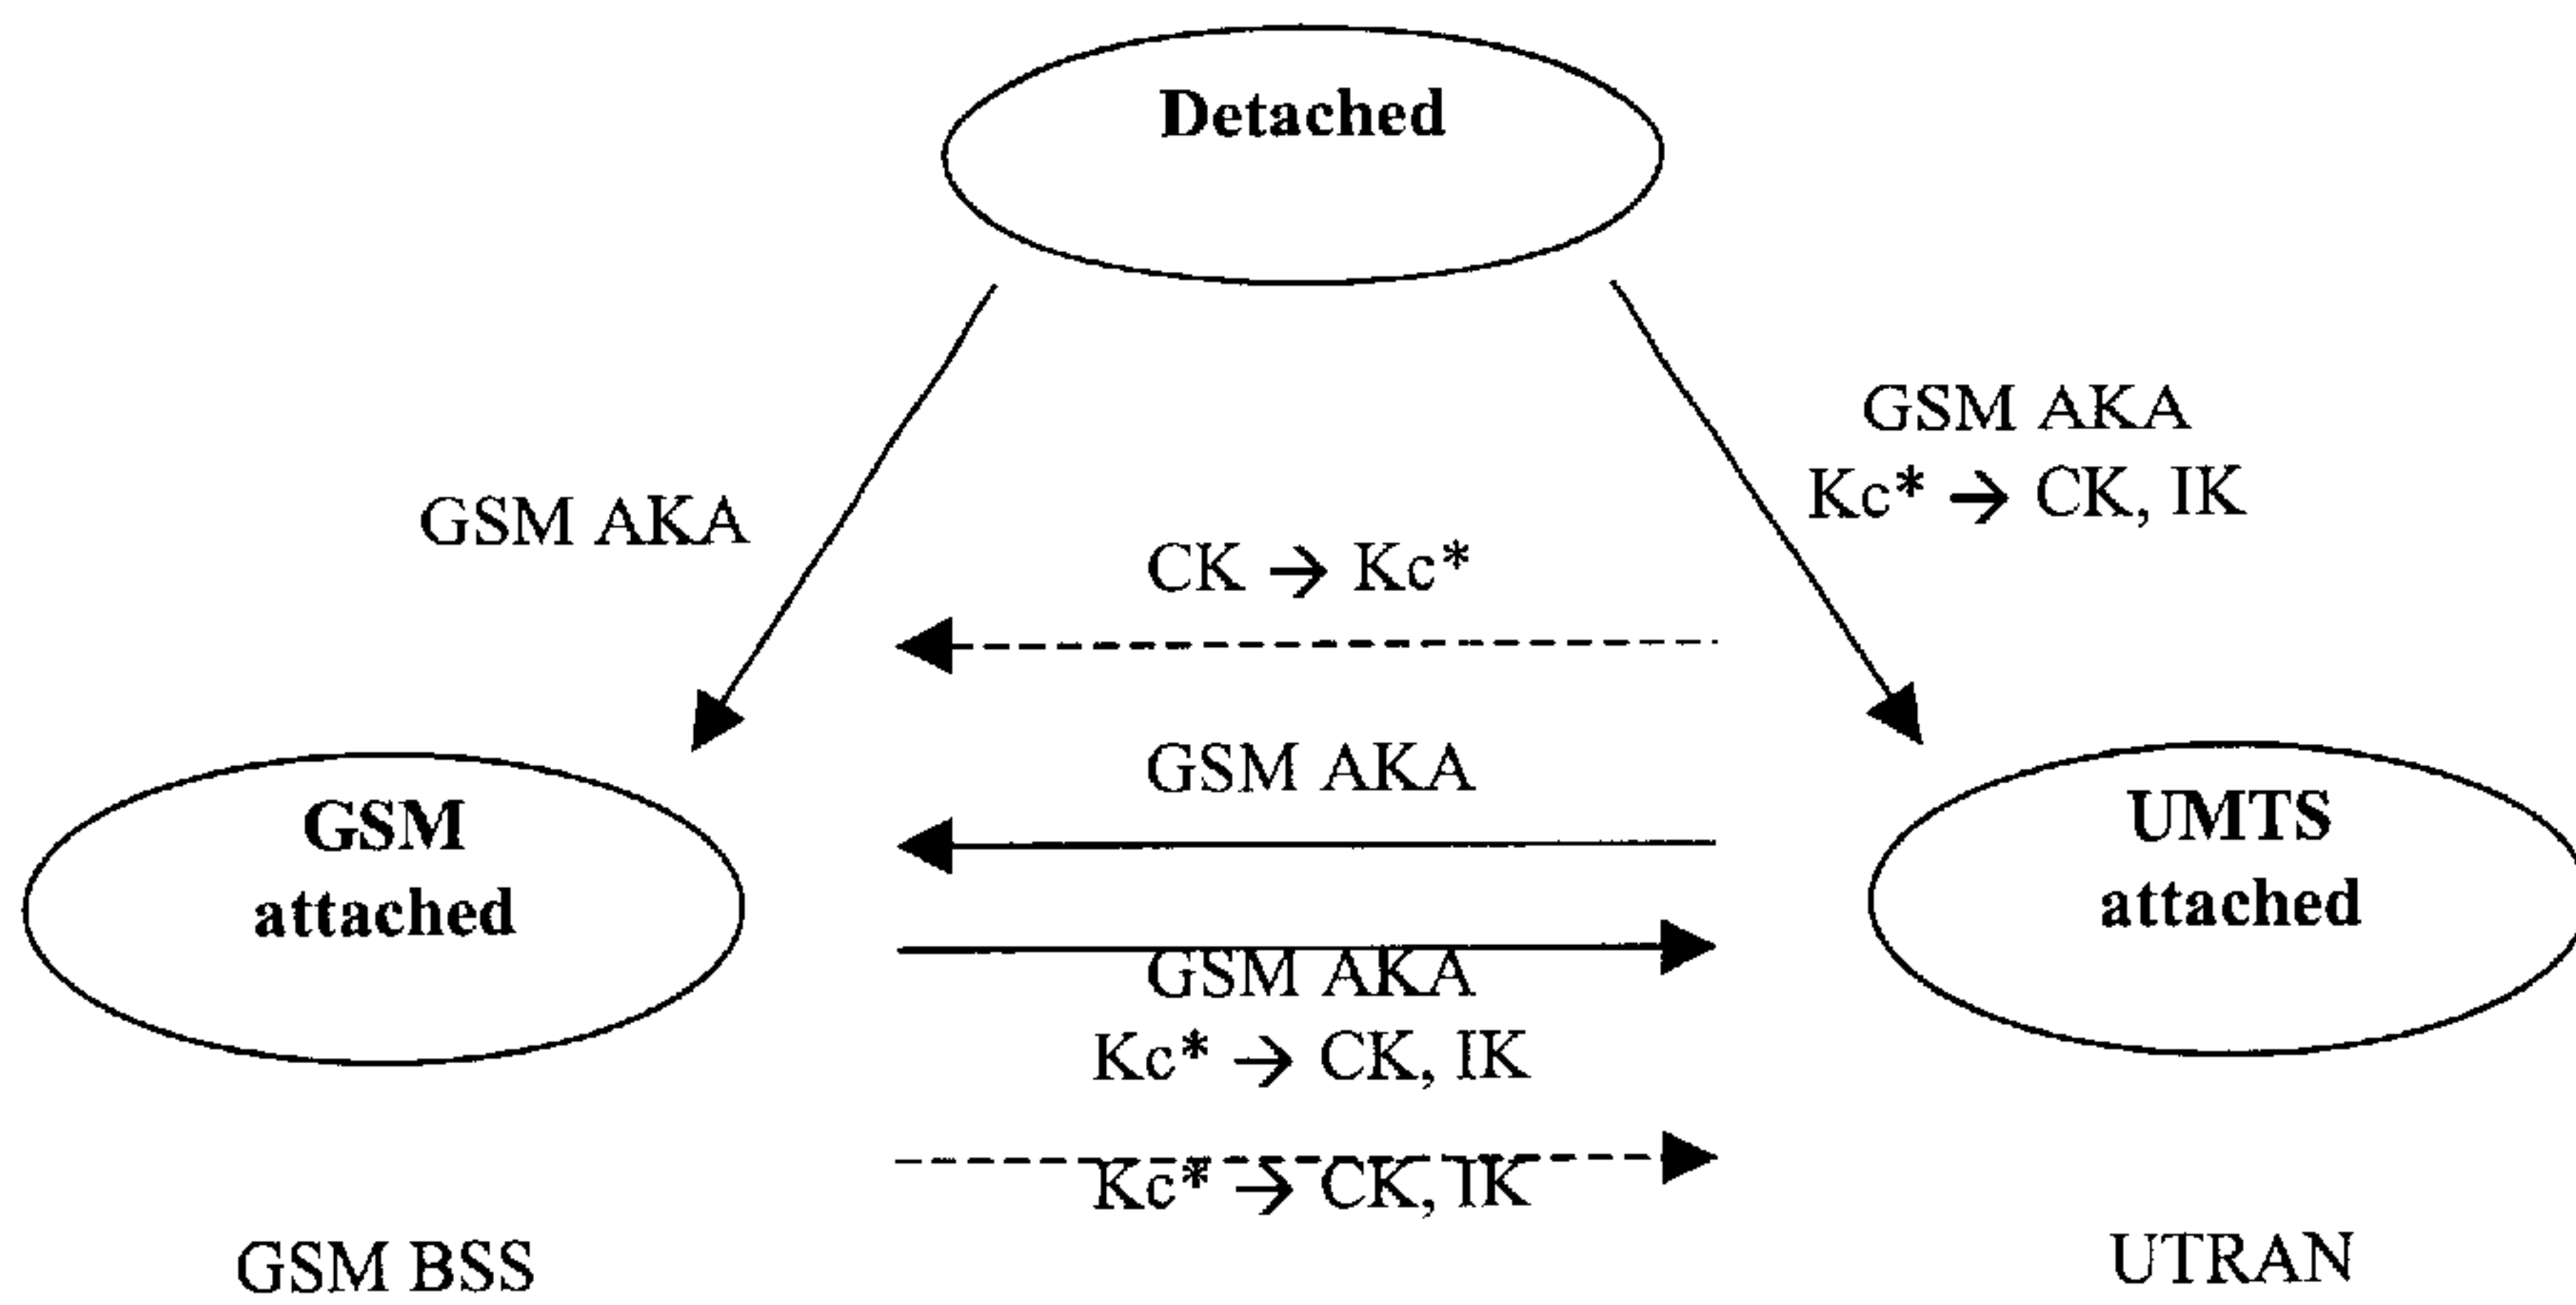 Detached
GSM AKA
Kc* → CK, IK
GSM AKA
CK → Kc*
GSM AKA
GSM
attached
UMTS
attached
GSM AKA
Kc* → CK, IK
Kc* → CK, IK
GSM BSS
UTRAN